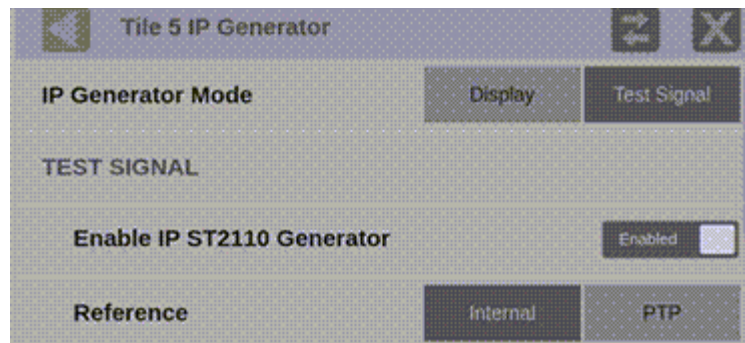 Tile 5 IP Generator
IP Generator Mode Display Test Signal
TEST SIGNAL
Enable IP ST2110 Generator Enabled
Reference Internal PTP